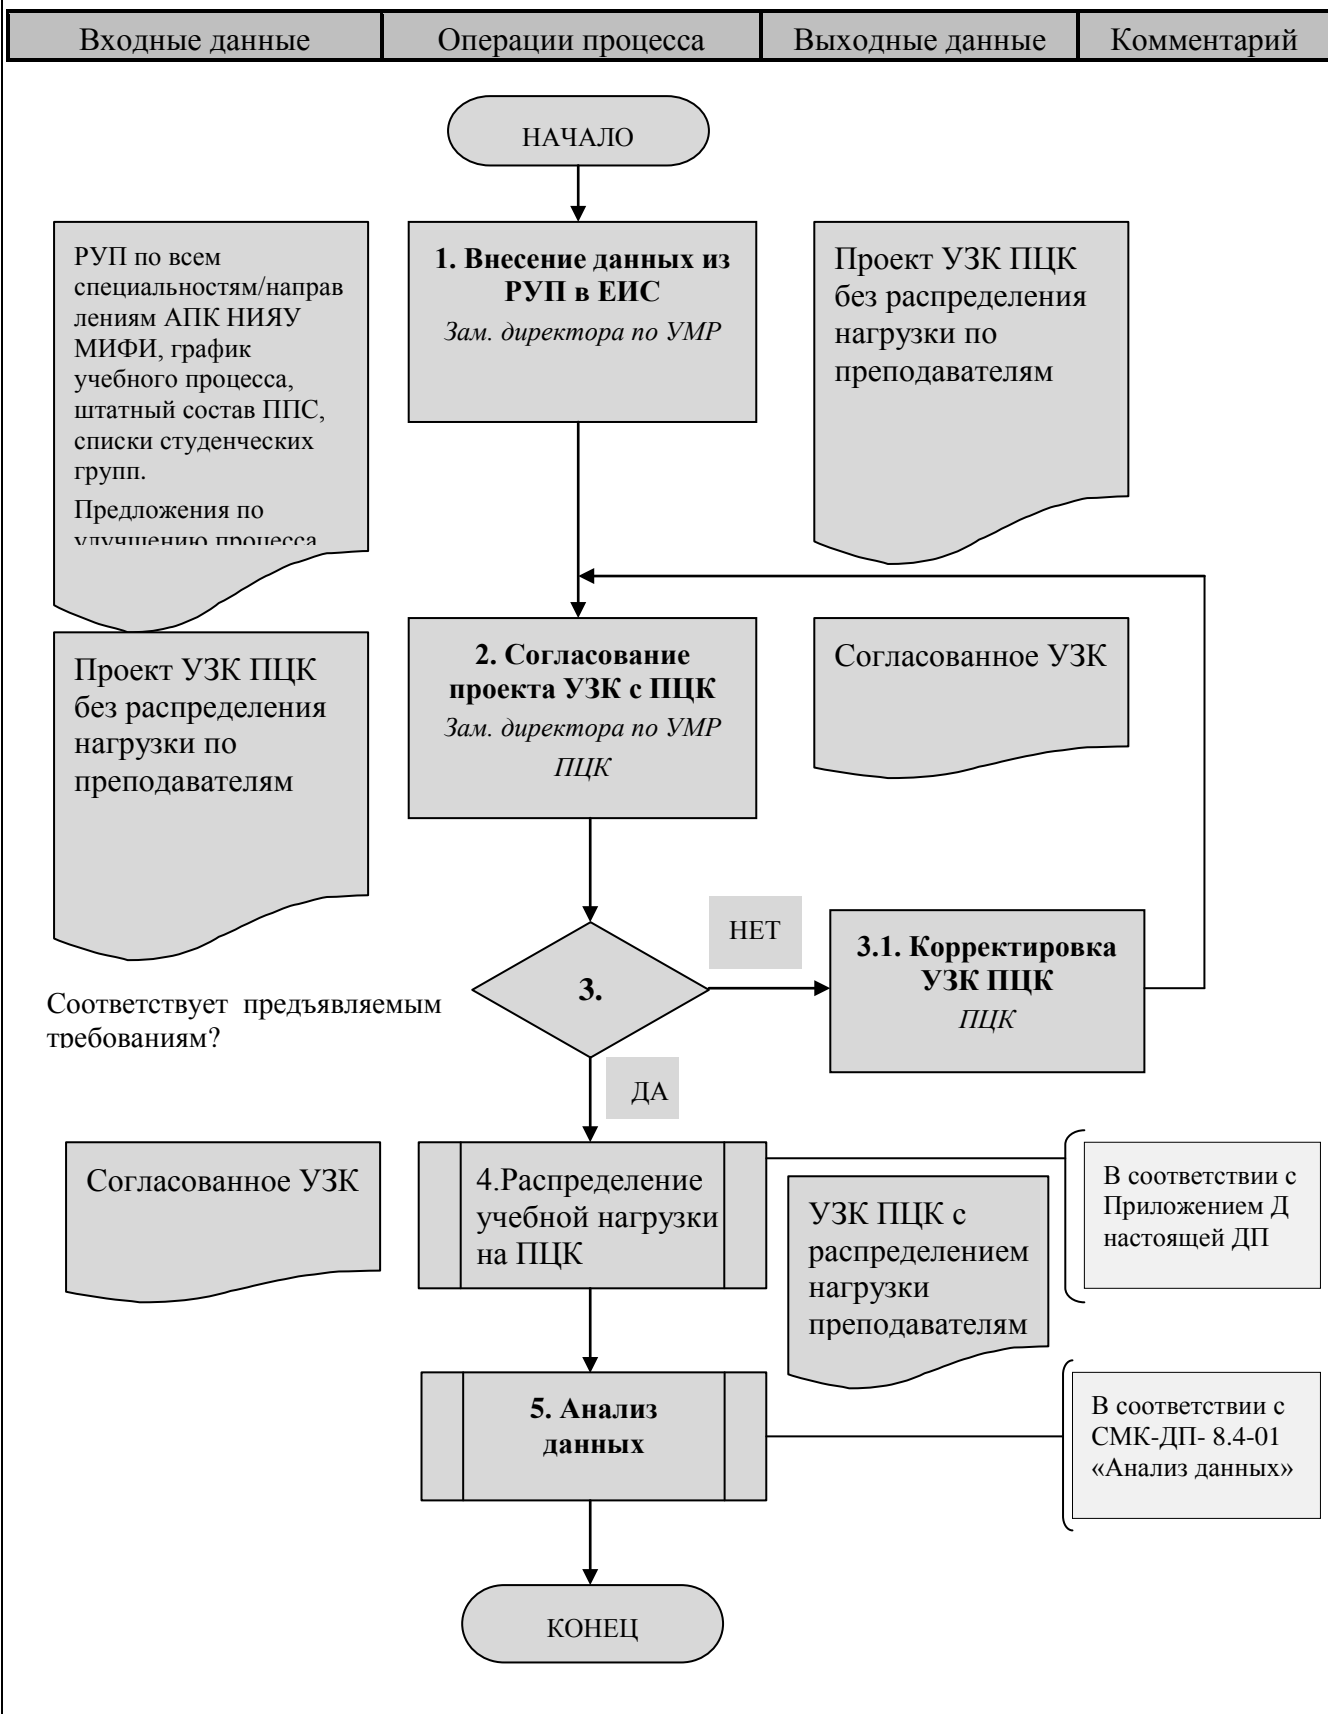 Входные данные
Операции процесса
Выходные данные
Комментарий
НАЧАЛО
РУП по всем
специальностям/направ
лениям АПК НИЯУ
МИФИ, график
учебного процесса,
штатный состав ППС,
списки студенческих
групп.
Предложения по
улучшению процесса
1. Внесение данных из
РУП в ЕИС
Зам. директора по УМР
Проект УЗК ПЦК
без распределения
нагрузки по
преподавателям
Проект УЗК ПЦК
без распределения
нагрузки по
преподавателям
2. Согласование
проекта УЗК с ПЦК
Зам. директора по УМР
ПЦК
Согласованное УЗК
Соответствует предъявляемым
требованиям?
3.
НЕТ
3.1. Корректировка
УЗК ПЦК
ПЦК
ДА
Согласованное УЗК
4.Распределение
учебной нагрузки
на ПЦК
УЗК ПЦК с
распределением
нагрузки
преподавателям
В соответствии с
Приложением Д
настоящей ДП
5. Анализ
данных
В соответствии с
СМК-ДП- 8.4-01
«Анализ данных»
КОНЕЦ